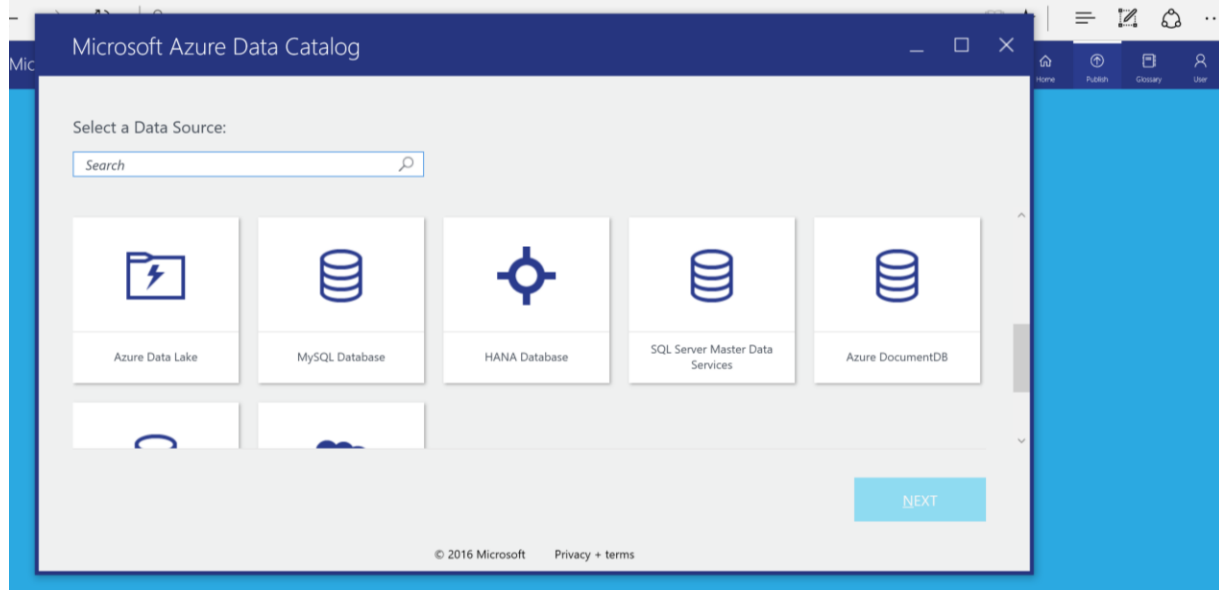 Microsoft Azure Data Catalog
Mic
Home
Publish
Glossary
User
Select a Data Source:
Search
Azure Data Lake
MySQL Database
HANA Database
SQL Server Master Data
Services
Azure DocumentDB
NEXT
© 2016 Microsoft Privacy + terms